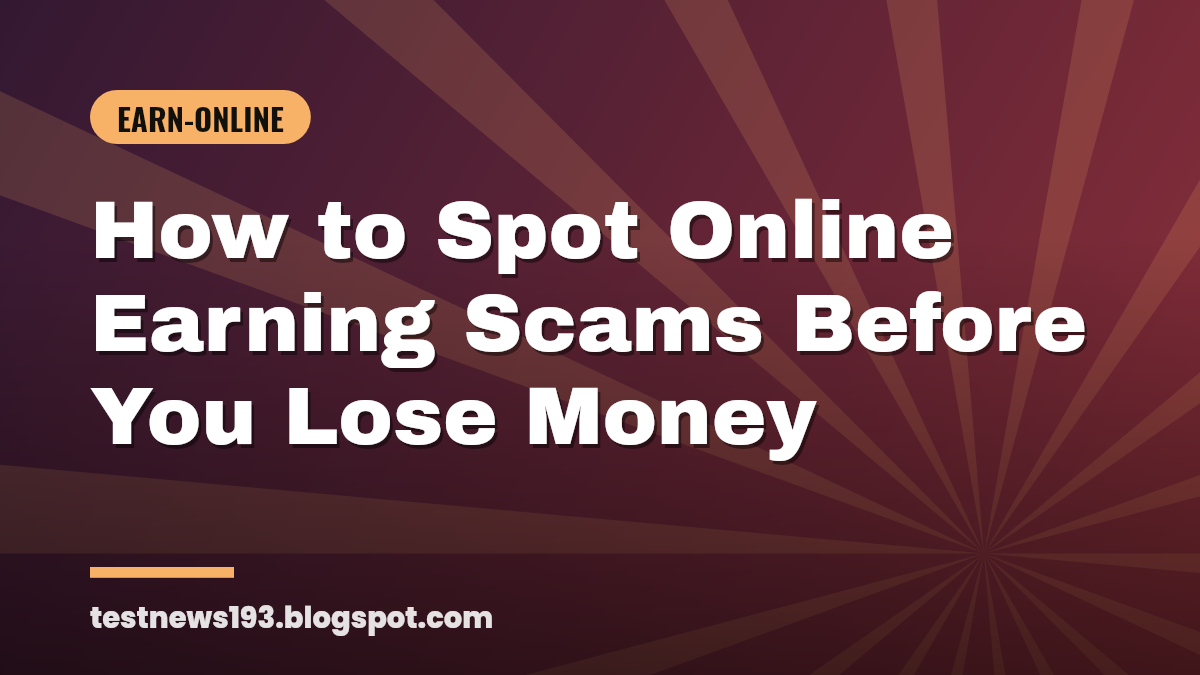 EARN-ONLINE
How to Spot Online
Earning Scams Before
You Lose Money
testnews193.blogspot.com